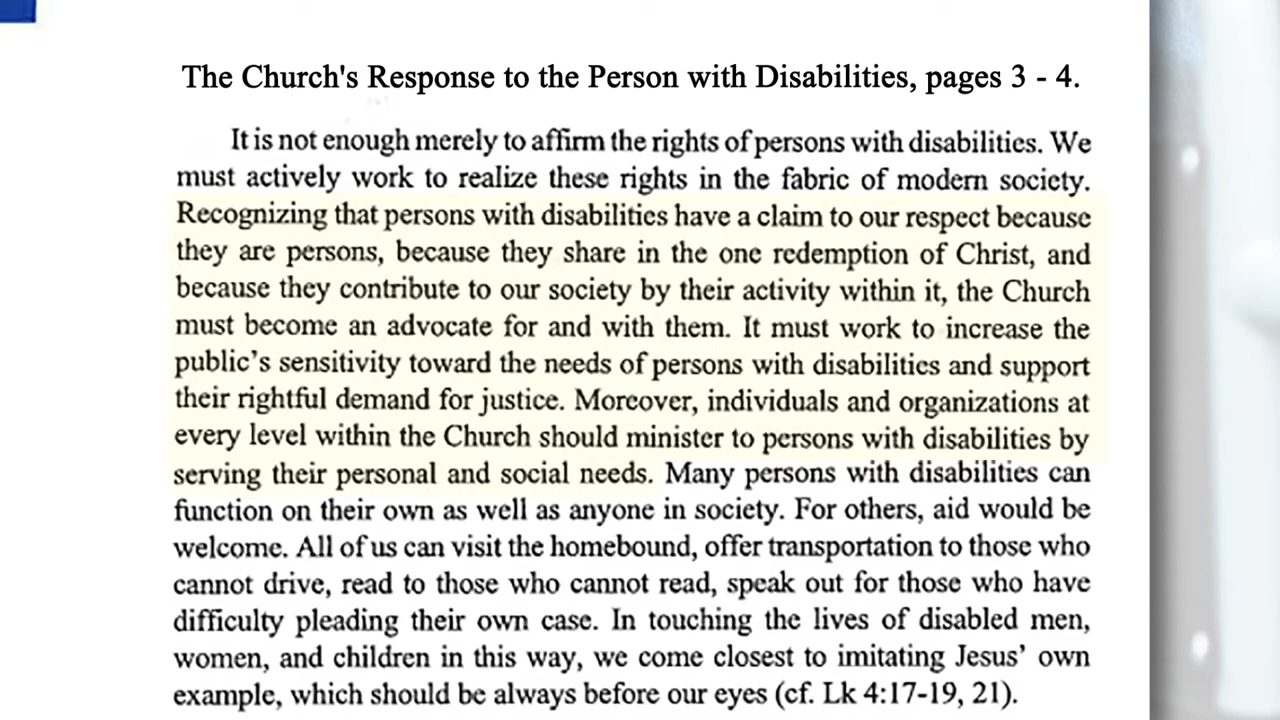 The Church's Response to the Person with Disabilities, pages 3 - 4.
It is not enough merely to affirm the rights of persons with disabilities. We
must actively work to realize these rights in the fabric of modern society.
Recognizing that persons with disabilities have a claim to our respect because
they are persons, because they share in the one redemption of Christ, and
because they contribute to our society by their activity within it, the Church
must become an advocate for and with them. It must work to increase the
public's sensitivity toward the needs of persons with disabilities and support
their rightful demand for justice. Moreover, individuals and organizations at
every level within the Church should minister to persons with disabilities by
serving their personal and social needs. Many persons with disabilities can
function on their own as well as anyone in society. For others, aid would be
welcome. All of us can visit the homebound, offer transportation to those who
cannot drive, read to those who cannot read, speak out for those who have
difficulty pleading their own case. In touching the lives of disabled men,
women, and children in this way, we come closest to imitating Jesus' own
example, which should be always before our eyes (cf. Lk 4:17-19, 21).